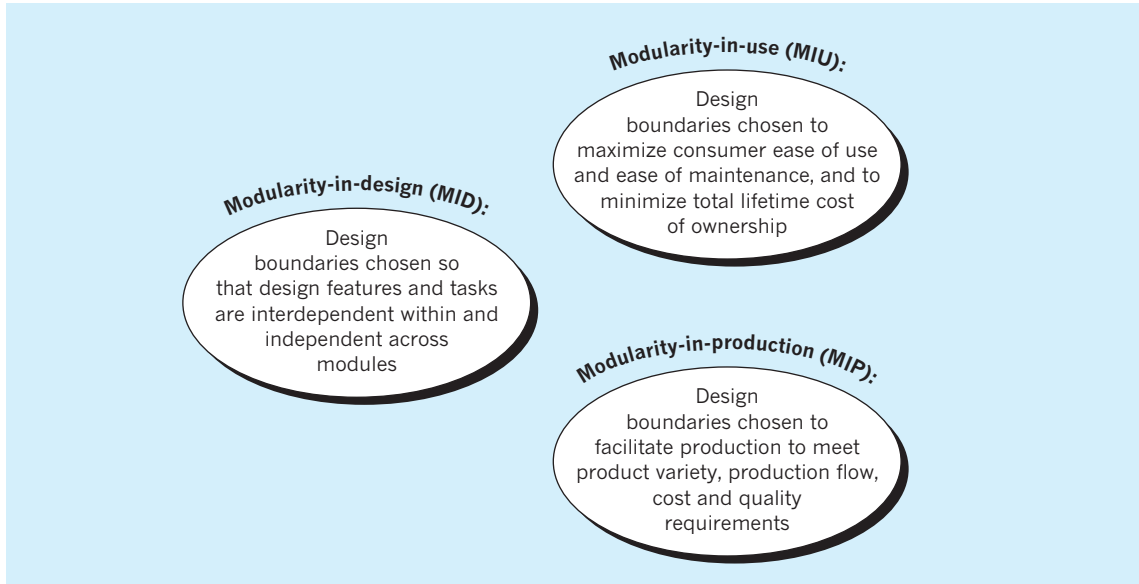 Modularity-in-use (MIU):
Design
boundaries chosen to
maximize consumer ease of use
and ease of maintenance, and to
minimize total lifetime cost
of ownership
Modularity-in-design (MID):
Design
boundaries chosen so
that design features and tasks
are interdependent within and
independent across
modules
Modularity-in-production (MIP):
Design
boundaries chosen to
facilitate production to meet
product variety, production flow,
cost and quality
requirements